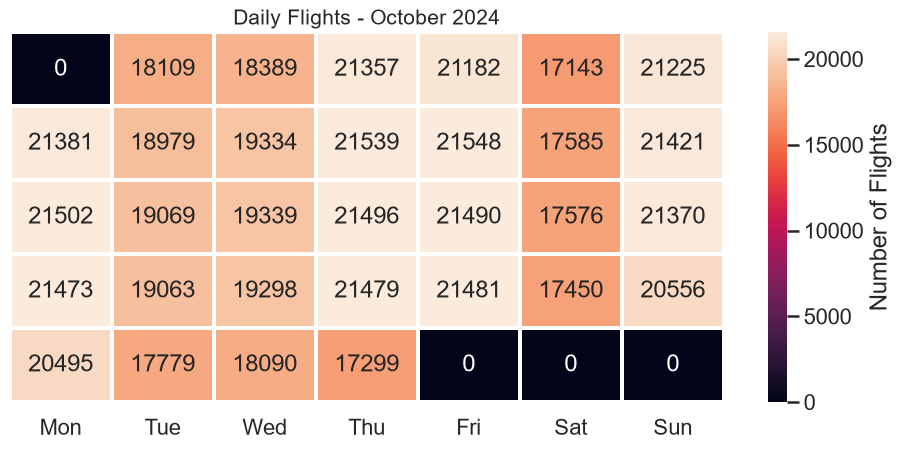 Daily Flights - October 2024
0 18109 18389 21357 21182 17143 21225
21381 18979 19334 21539 21548 17585 21421
21502 19069 19339 21496 21490 17576 21370
21473 19063 19298 21479 21481 17450 20556
20495 17779 18090 17299 0 0 0
Mon Tue Wed Thu Fri Sat Sun
20000
15000
10000
5000
0
Number of Flights